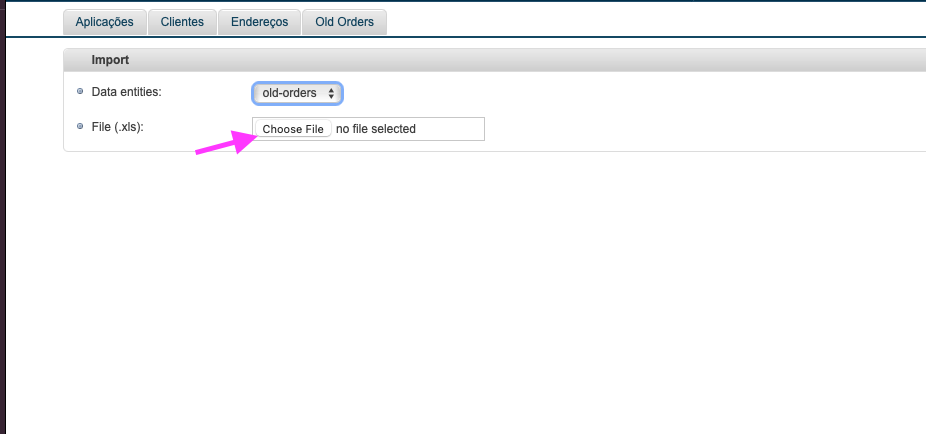 Aplicações Clientes Endereços Old Orders
Import
Data entities: old-orders
File (.xls): Choose File no file selected